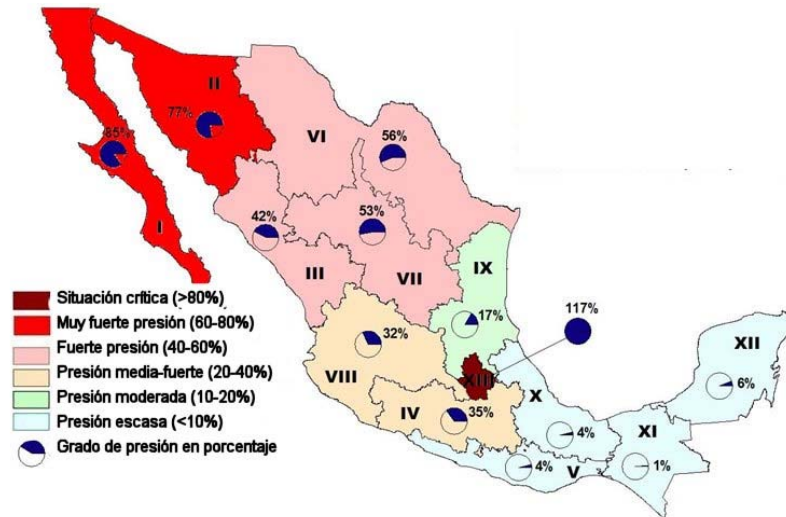 II
77%
85%
VI
56%
42%
53%
I
III
VII
IX
17%
117%
32%
VIII
XIII
XII
6%
IV
35%
X
4%
XI
4%
V
1%
Situación crítica (>80%)
Muy fuerte presión (60-80%)
Fuerte presión (40-60%)
Presión media-fuerte (20-40%)
Presión moderada (10-20%)
Presión escasa (<10%)
Grado de presión en porcentaje